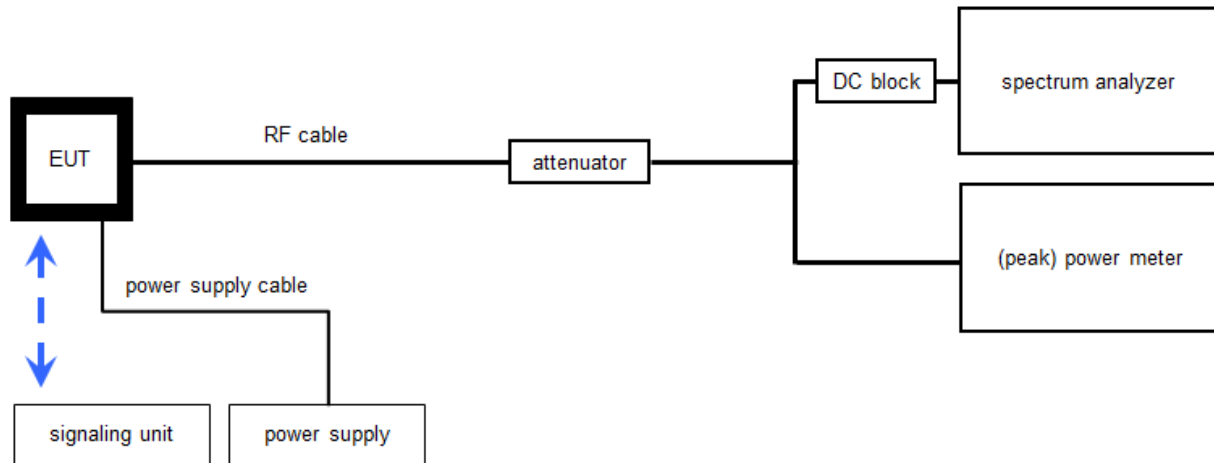 DC block
spectrum analyzer
RF cable
EUT
attenuator
(peak) power meter
power supply cable
signaling unit
power supply